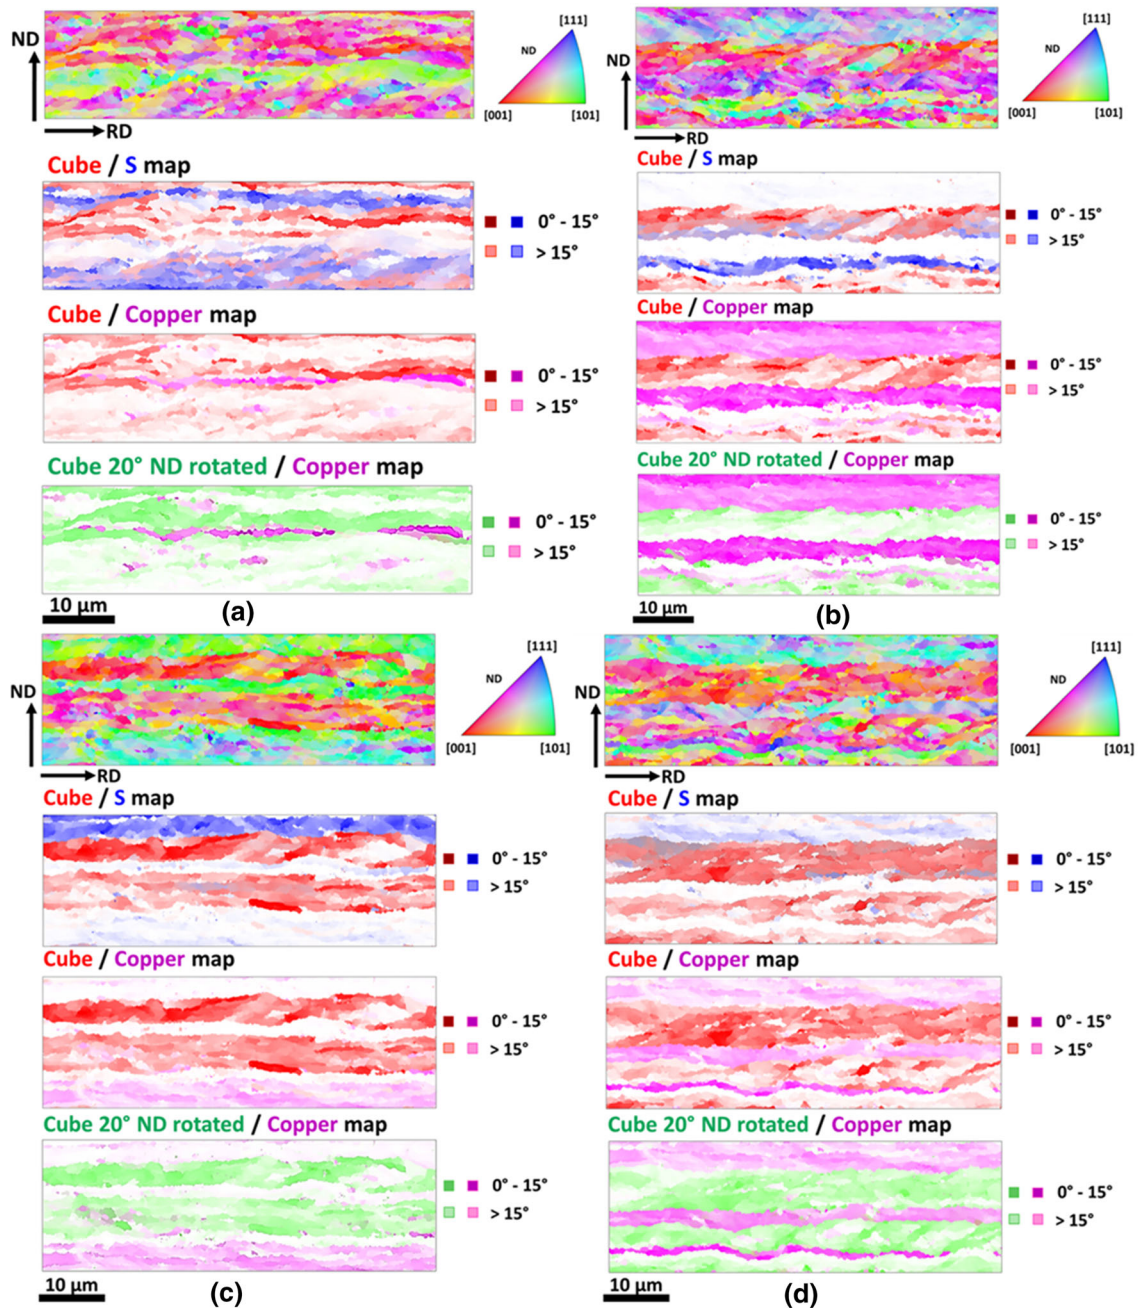 ND
RD
[111]
ND
[001]
[101]
Cube / S map
0° - 15°
> 15°
Cube / Copper map
0° - 15°
> 15°
Cube 20° ND rotated / Copper map
0° - 15°
> 15°
10 µm
(a)
ND
RD
[111]
ND
[001]
[101]
Cube / S map
0° - 15°
> 15°
Cube / Copper map
0° - 15°
> 15°
Cube 20° ND rotated / Copper map
0° - 15°
> 15°
10 µm
(b)
ND
RD
[111]
ND
[001]
[101]
Cube / S map
0° - 15°
> 15°
Cube / Copper map
0° - 15°
> 15°
Cube 20° ND rotated / Copper map
0° - 15°
> 15°
10 µm
(c)
ND
RD
[111]
ND
[001]
[101]
Cube / S map
0° - 15°
> 15°
Cube / Copper map
0° - 15°
> 15°
Cube 20° ND rotated / Copper map
0° - 15°
> 15°
10 µm
(d)